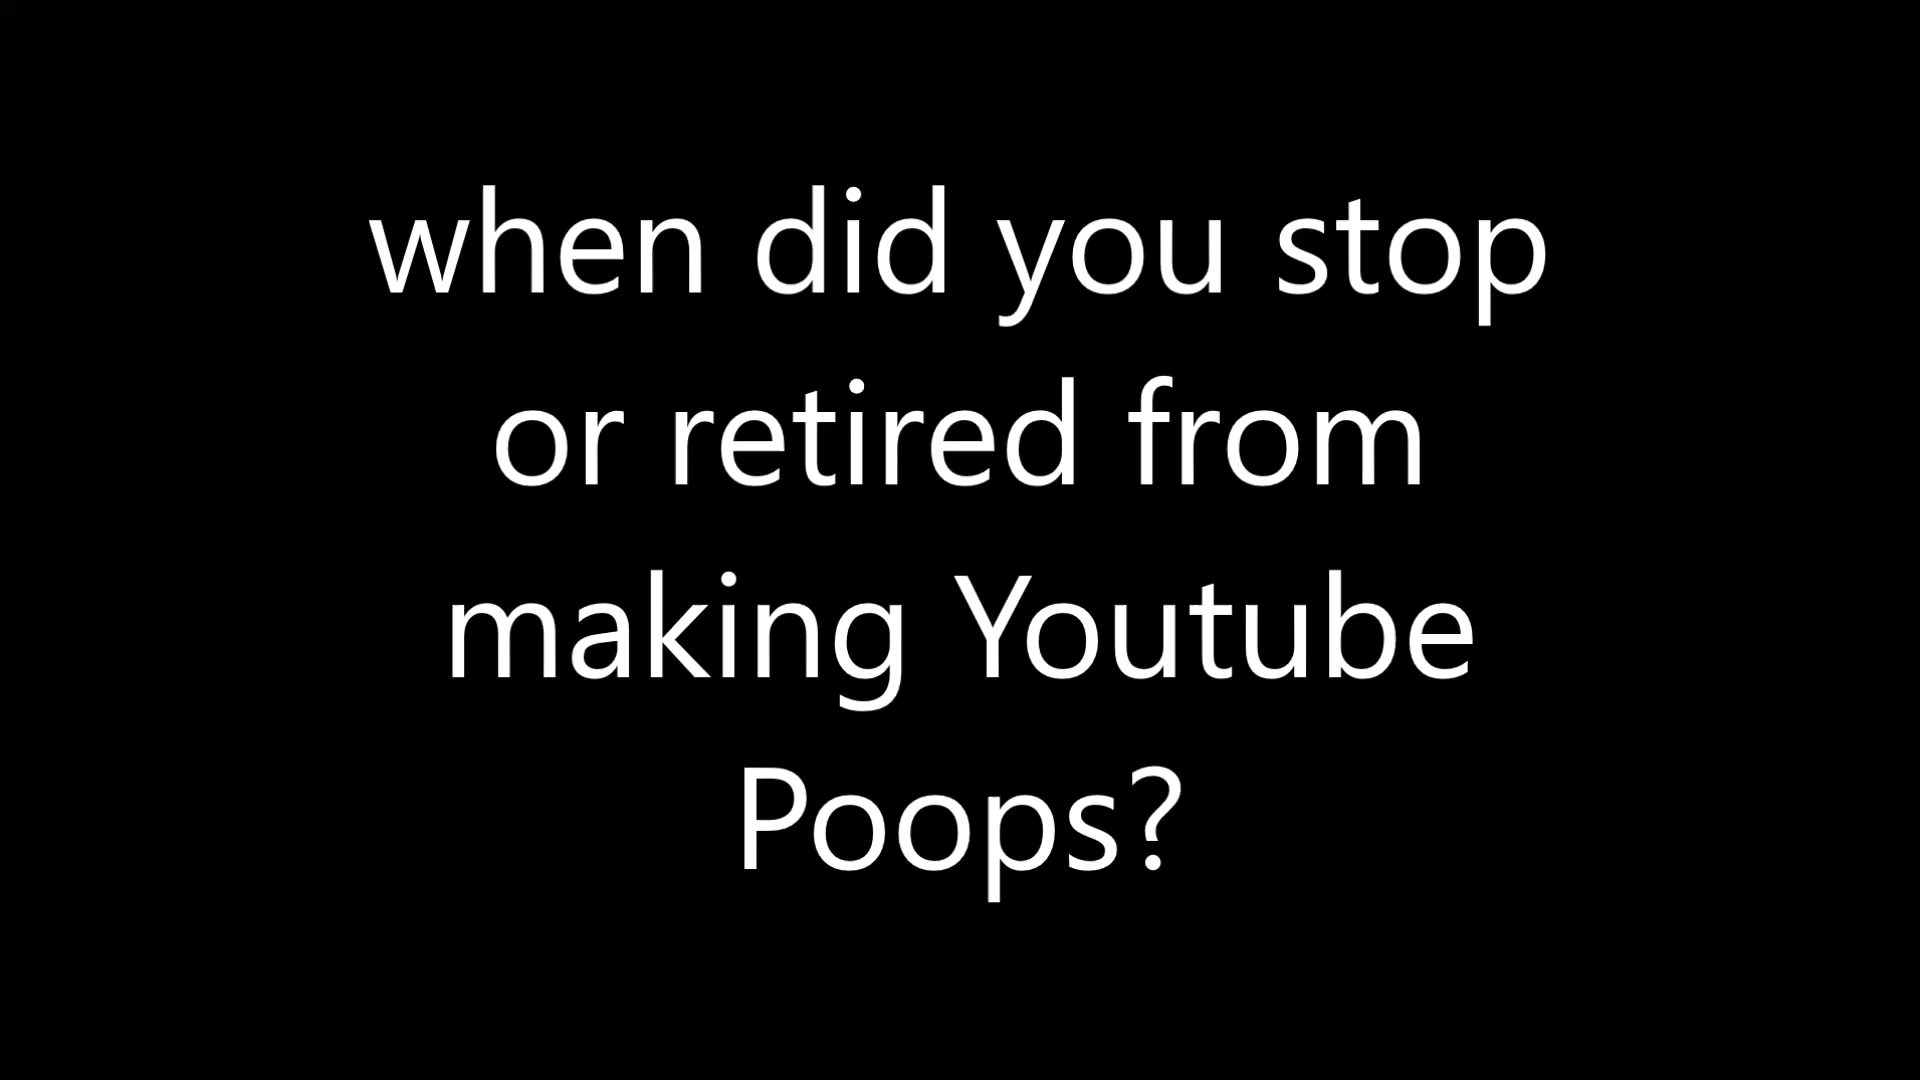 when did you stop
or retired from
making Youtube
Poops?